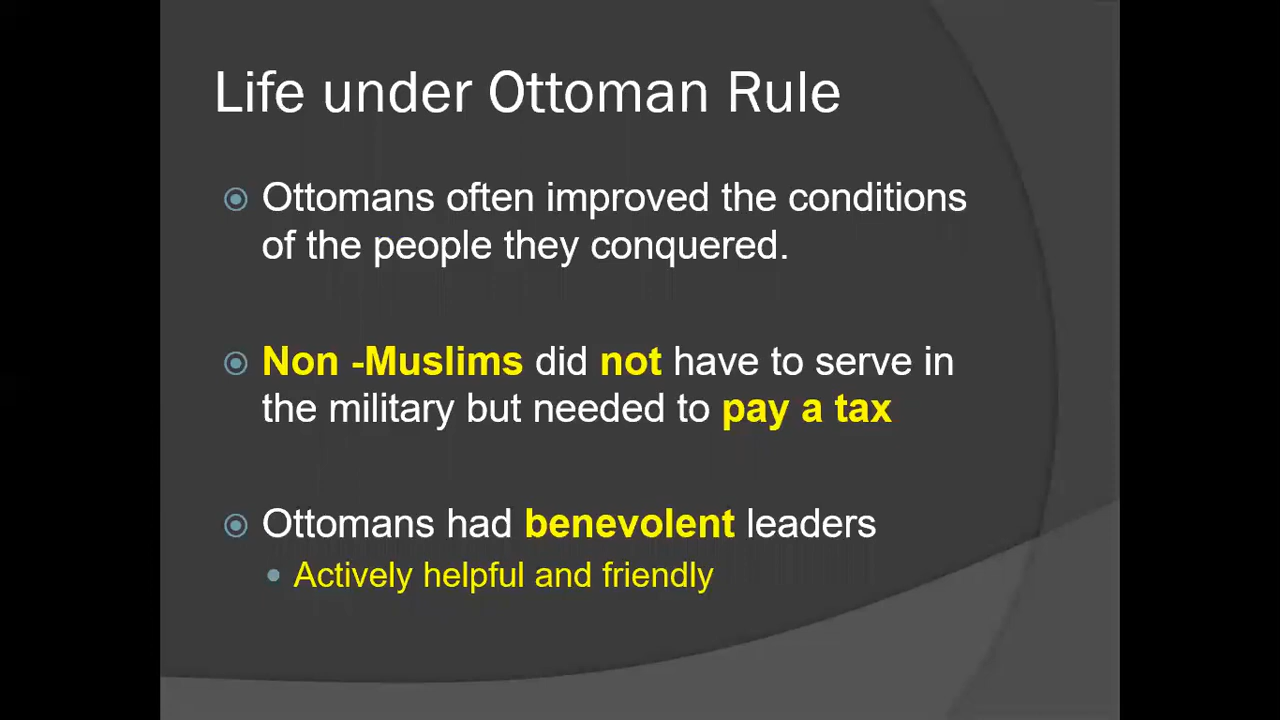 Life under Ottoman Rule
Ottomans often improved the conditions
of the people they conquered.
Non -Muslims did not have to serve in
the military but needed to pay a tax
Ottomans had benevolent leaders
Actively helpful and friendly